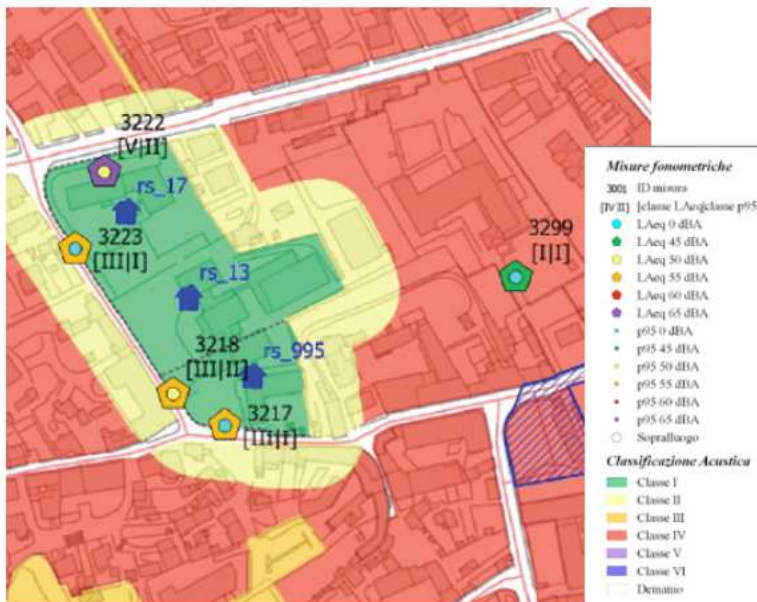 3222
[V|II]
rs_17
3223
[III|I]
rs_13
3299
[I|I]
3218
rs_995
[III|II]
3217
[III|I]
Misure fonometriche
3001 ID misura
[IV|II] [classe LAeq|classe p95
LAeq 0 dBA
LAeq 45 dBA
LAeq 50 dBA
LAeq 55 dBA
LAeq 60 dBA
LAeq 65 dBA
p95 0 dBA
p95 45 dBA
p95 50 dBA
p95 55 dBA
p95 60 dBA
p95 65 dBA
Sopralluogo
Classificazione Acustica
Classe I
Classe II
Classe III
Classe IV
Classe V
Classe VI
Demanio